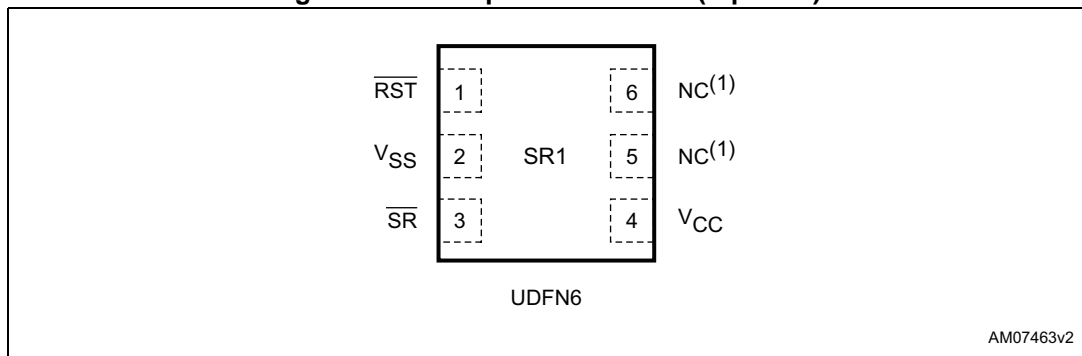 RST 1 6 NC(1)
VSS 2 SR1 5 NC(1)
SR 3 4 VCC
UDFN6
AM07463v2